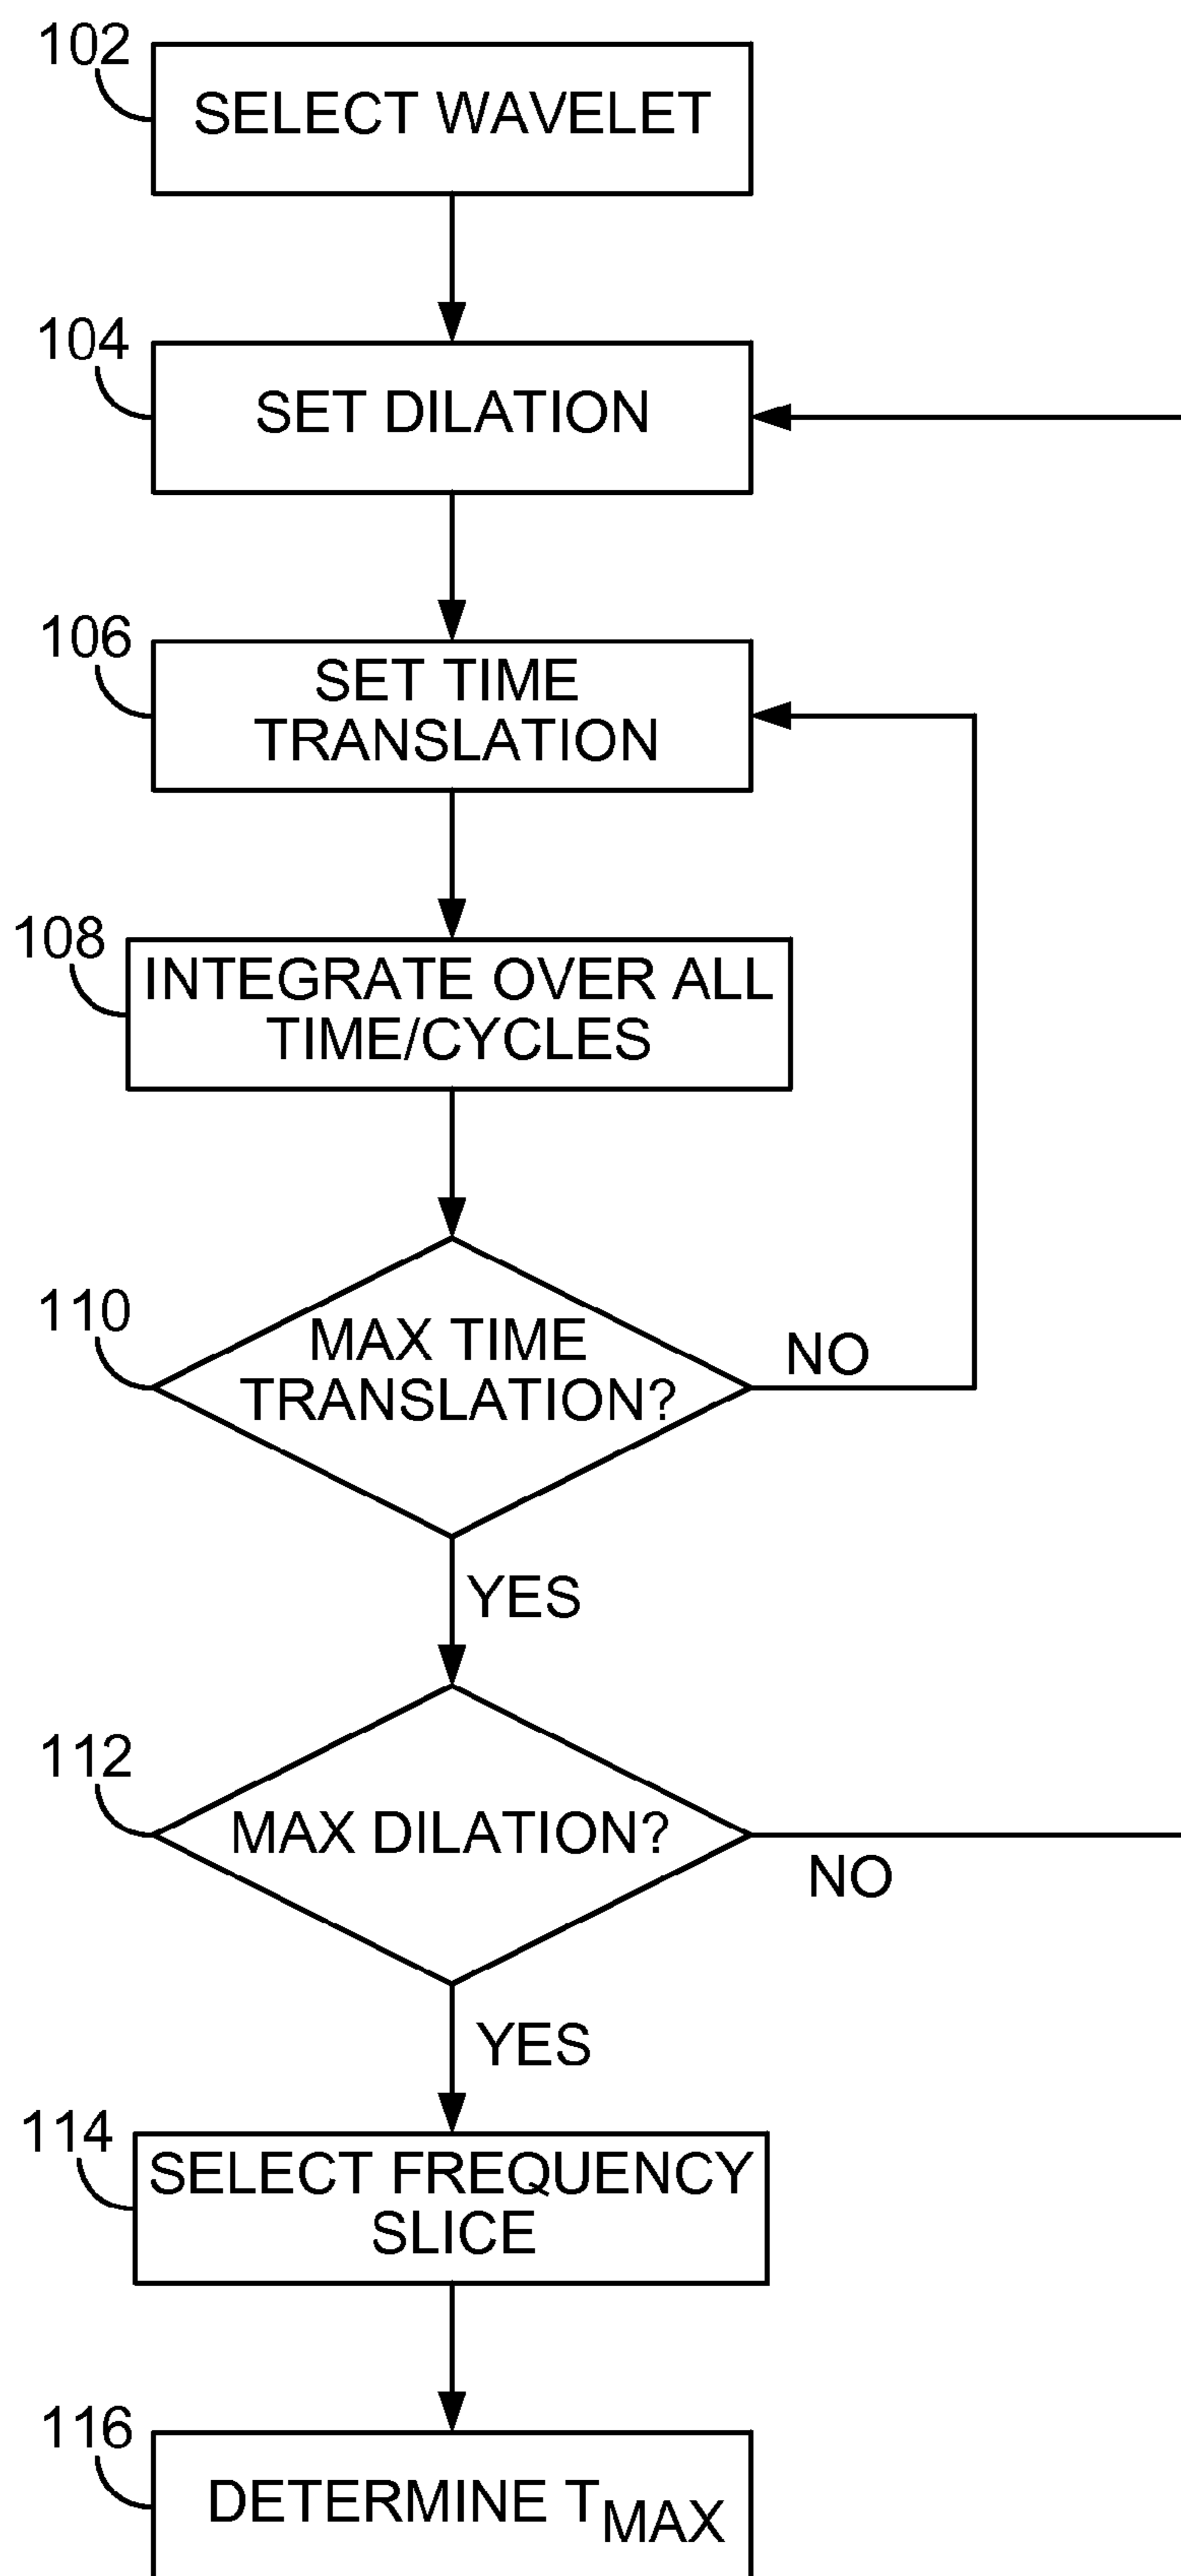 102
SELECT WAVELET
104
SET DILATION
106
SET TIME
TRANSLATION
108
INTEGRATE OVER ALL
TIME/CYCLES
110
MAX TIME
TRANSLATION?
NO
YES
112
MAX DILATION?
NO
YES
114
SELECT FREQUENCY
SLICE
116
DETERMINE TMAX